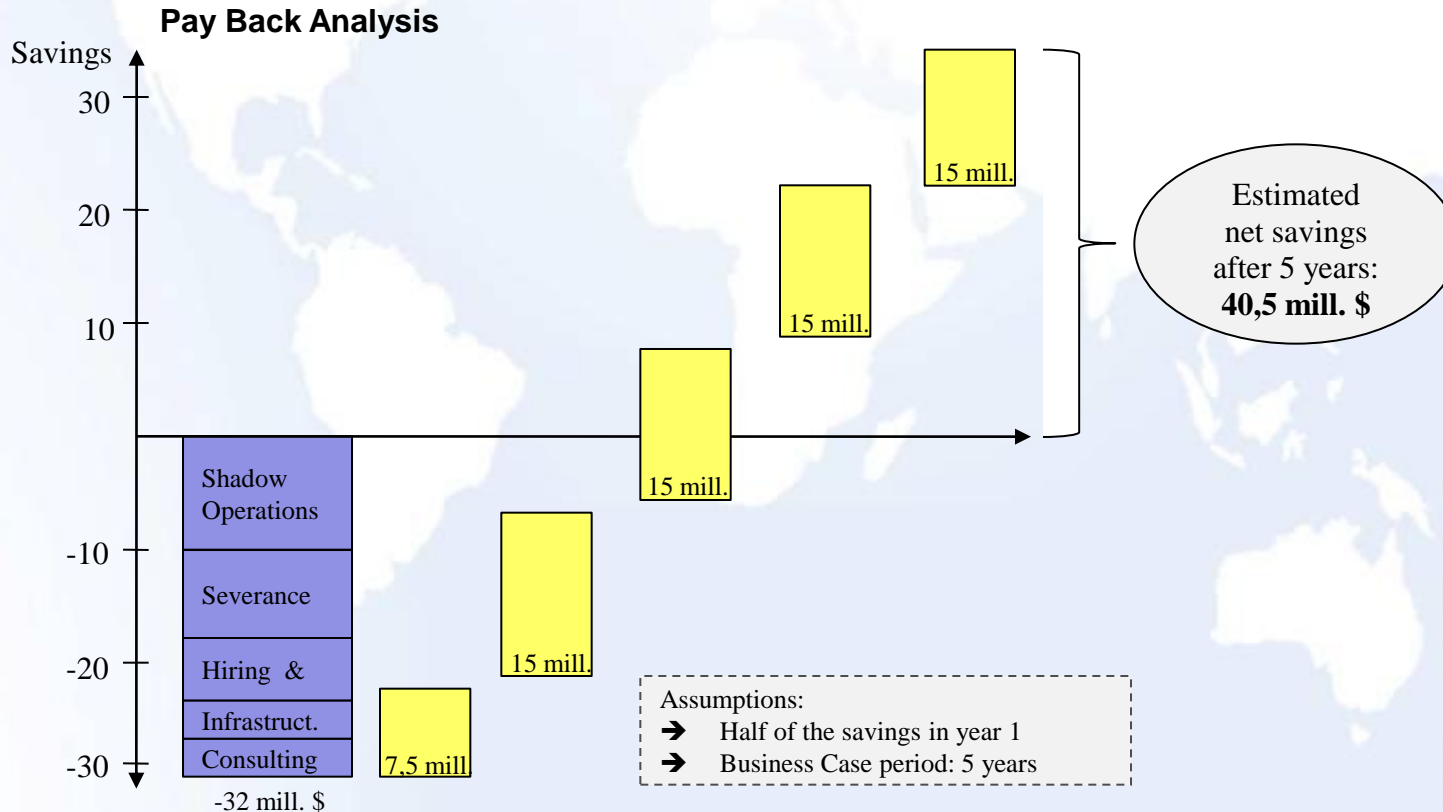 Pay Back Analysis
Savings
30
20
10
-10
-20
-30
Shadow
Operations
Severance
Hiring &
Infrastruct.
Consulting
-32 mill. $
7,5 mill.
15 mill.
15 mill.
15 mill.
15 mill.
Estimated
net savings
after 5 years:
40,5 mill. $
Assumptions:
➔ Half of the savings in year 1
➔ Business Case period: 5 years